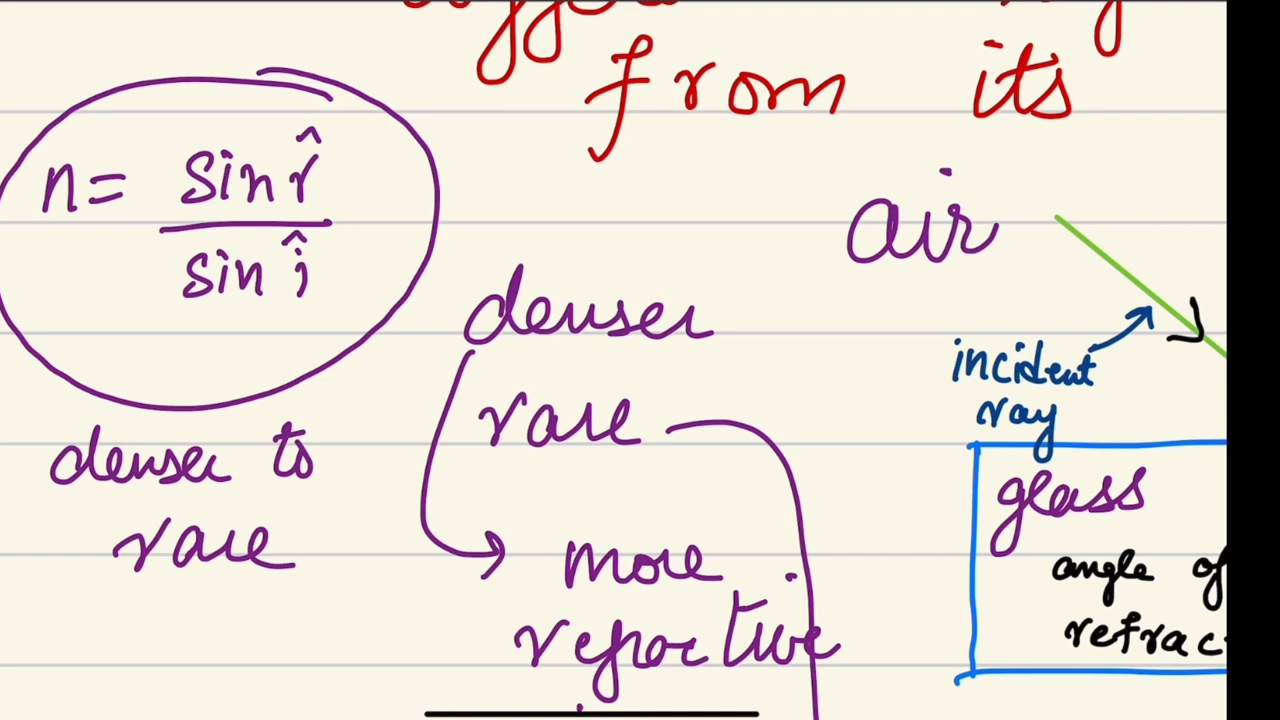 from its
n = sin r̂
sin î
denser to
rare
denser
rare
more
refractive
air
incident
ray
glass
angle of
refrac